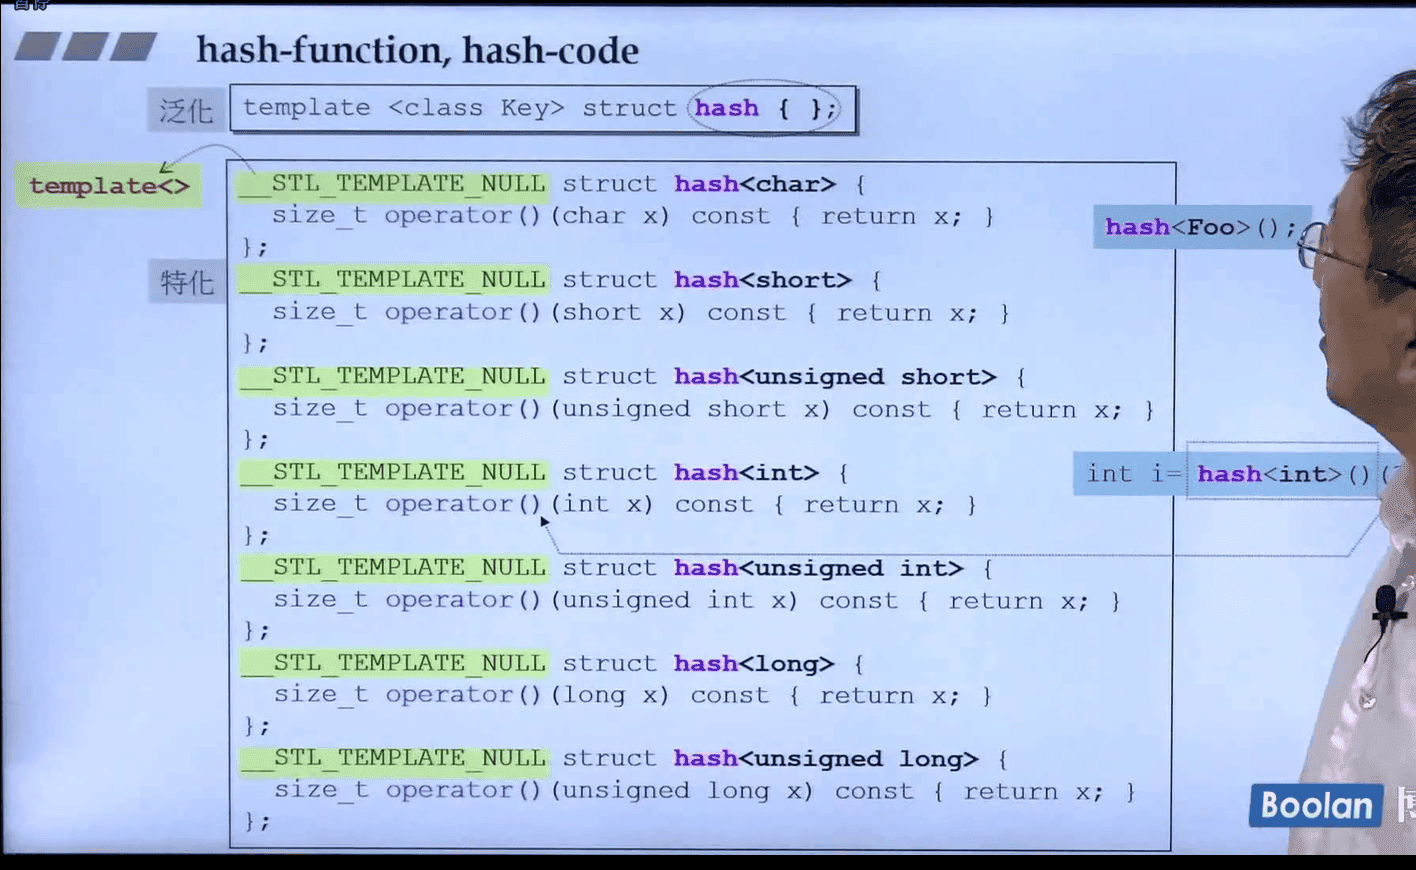 hash-function, hash-code
泛化
template <class Key> struct hash { };
template<>
__STL_TEMPLATE_NULL struct hash<char> {
size_t operator()(char x) const { return x; }
};
hash<Foo>();
特化
__STL_TEMPLATE_NULL struct hash<short> {
size_t operator()(short x) const { return x; }
};
__STL_TEMPLATE_NULL struct hash<unsigned short> {
size_t operator()(unsigned short x) const { return x; }
};
__STL_TEMPLATE_NULL struct hash<int> {
size_t operator()(int x) const { return x; }
};
int i= hash<int>()(
__STL_TEMPLATE_NULL struct hash<unsigned int> {
size_t operator()(unsigned int x) const { return x; }
};
__STL_TEMPLATE_NULL struct hash<long> {
size_t operator()(long x) const { return x; }
};
__STL_TEMPLATE_NULL struct hash<unsigned long> {
size_t operator()(unsigned long x) const { return x; }
};
Boolan